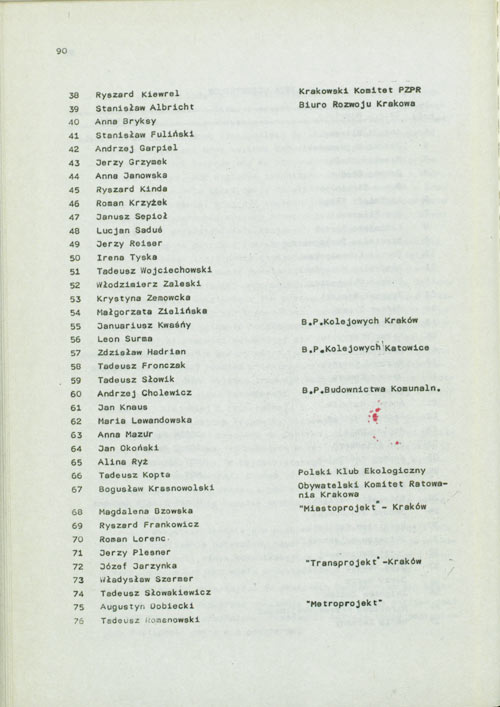 90
38 Ryszard Kiewrel Krakowski Komitet PZPR
39 Stanisław Albricht Biuro Rozwoju Krakowa
40 Anna Bryksy
41 Stanisław Fuliński
42 Andrzej Garpiel
43 Jerzy Grzymek
44 Anna Janowska
45 Ryszard Kinda
46 Roman Krzyżek
47 Janusz Sepioł
48 Lucjan Saduś
49 Jerzy Reiser
50 Irena Tyska
51 Tadeusz Wojciechowski
52 Włodzimierz Zaleski
53 Krystyna Zemowcka
54 Małgorzata Zielińska
55 Januariusz Kwaśny B.P.Kolejowych Kraków
56 Leon Surma
57 Zdzisław Hadrian B.P.Kolejowych Katowice
58 Tadeusz Fronczak
59 Tadeusz Słowik
60 Andrzej Cholewicz B.P.Budownictwa Komunaln.
61 Jan Knaus
62 Maria Lewandowska
63 Anna Mazur
64 Jan Okoński
65 Alina Ryż
66 Tadeusz Kopta Polski Klub Ekologiczny
67 Bogusław Krasnowolski Obywatelski Komitet Ratowa-
nia Krakowa
68 Magdalena Bzowska "Miastoprojekt" - Kraków
69 Ryszard Frankowicz
70 Roman Lorenc
71 Jerzy Plesner
72 Józef Jarzynka "Transprojekt" -Kraków
73 Władysław Szermer
74 Tadeusz Słowakiewicz
75 Augustyn Dobiecki "Metroprojekt"
76 Tadeusz Romanowski